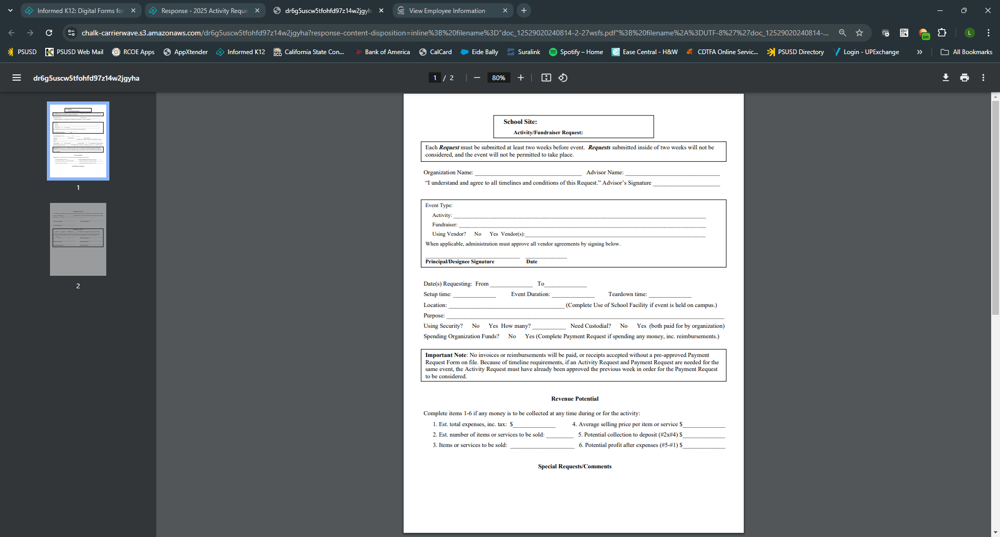 Informed K12: Digital Forms for
Response - 2025 Activity Reque
dr6g5uscw5tfohfd97z14w2jgyh
View Employee Information
chalk-carrierwave.s3.amazonaws.com/dr6g5uscw5tfohfd97z14w2jgyha?response-content-disposition=inline%3B%20filename%3D"doc_12529020240814-2-27wsfs.pdf"%3B%20filename%2A%3DUTF-8%27%27doc_12529020240814-...
on
L
PSUSD
PSUSD Web Mail
RCOE Apps
AppXtender
Informed K12
California State Con...
Bank of America
CalCard
Eide Bally
Suralink
Spotify – Home
Ease Central - H&W
CDTFA Online Servic...
PSUSD Directory
Login - UPExchange
All Bookmarks
dr6g5uscw5tfohfd97z14w2jgyha
1 / 2
80%
1
2
School Site:
Activity/Fundraiser Request:
Each Request must be submitted at least two weeks before event. Requests submitted inside of two weeks will not be
considered, and the event will not be permitted to take place.
Organization Name: ____________ Advisor Name: ____________
“I understand and agree to all timelines and conditions of this Request.” Advisor’s Signature ____________
Event Type:
Activity: ____________
Fundraiser: ____________
Using Vendor? No Yes Vendor(s):____________
When applicable, administration must approve all vendor agreements by signing below.
Principal/Designee Signature Date
Date(s) Requesting: From ____________ To____________
Setup time: ____________ Event Duration: ____________ Teardown time: ____________
Location: ____________ (Complete Use of School Facility if event is held on campus.)
Purpose: ____________
Using Security? No Yes How many? ____________ Need Custodial? No Yes (both paid for by organization)
Spending Organization Funds? No Yes (Complete Payment Request if spending any money, inc. reimbursements.)
Important Note: No invoices or reimbursements will be paid, or receipts accepted without a pre-approved Payment
Request Form on file. Because of timeline requirements, if an Activity Request and Payment Request are needed for the
same event, the Activity Request must have already been approved the previous week in order for the Payment Request
to be considered.
Revenue Potential
Complete items 1-6 if any money is to be collected at any time during or for the activity:
1. Est. total expenses, inc. tax: $____________ 4. Average selling price per item or service $____________
2. Est. number of items or services to be sold: ____________ 5. Potential collection to deposit (#2x#4) $____________
3. Items or services to be sold: ____________ 6. Potential profit after expenses (#5-#1) $____________
Special Requests/Comments